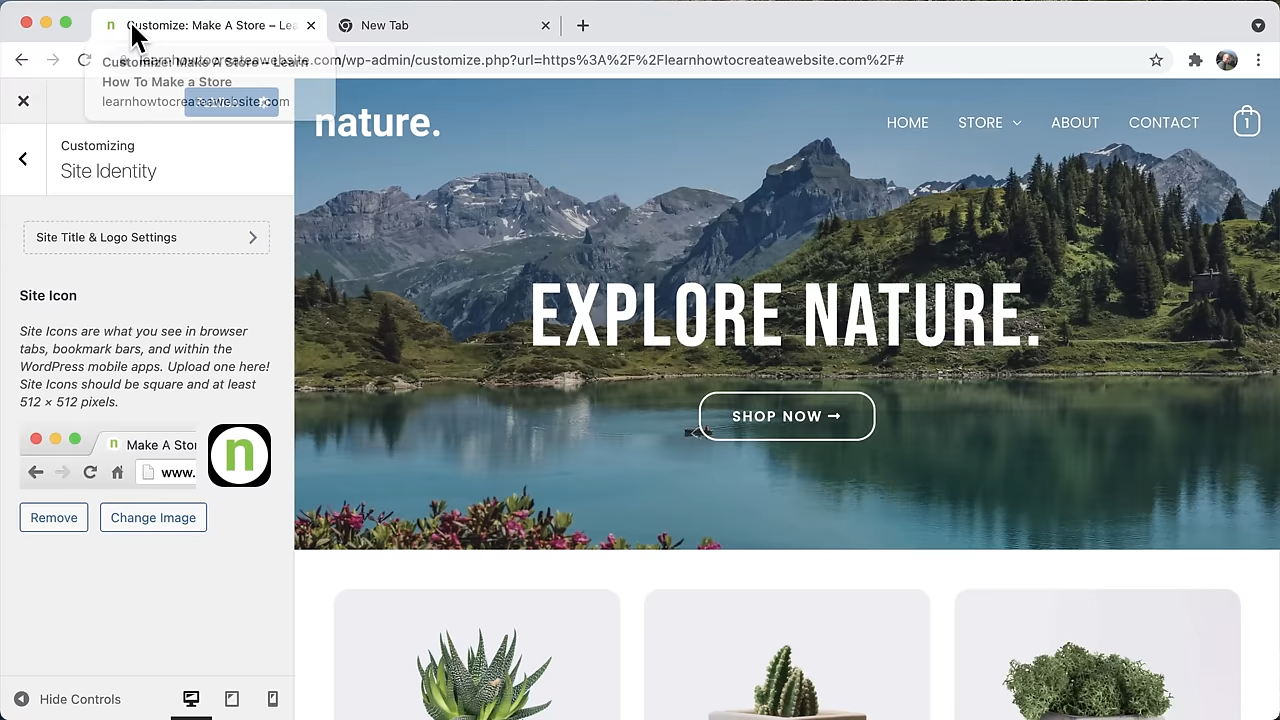 n Customize: Make A Store – Lea
New Tab
learnhowtocreateawebsite.com/wp-admin/customize.php?url=https%3A%2F%2Flearnhowtocreateawebsite.com%2F#
Customize: Make A Store – Learn
How To Make a Store
learnhowtocreateawebsite.com
Customizing
Site Identity
Site Title & Logo Settings
Site Icon
Site Icons are what you see in browser
tabs, bookmark bars, and within the
WordPress mobile apps. Upload one here!
Site Icons should be square and at least
512 × 512 pixels.
n Make A Stor
www.
n
Remove
Change Image
Hide Controls
nature.
HOME
STORE
ABOUT
CONTACT
1
EXPLORE NATURE.
SHOP NOW →